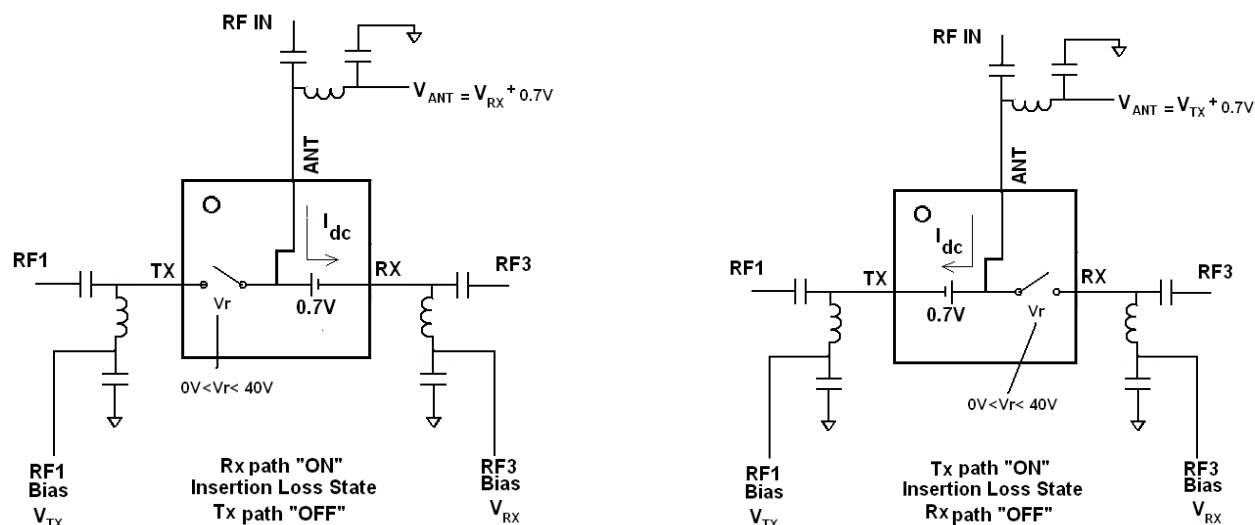 RF IN
V_ANT = V_RX + 0.7V
ANT
I_dc
RF1
TX
RX
RF3
Vr
0.7V
0V<Vr< 40V
RF1
Bias
V_TX
Rx path "ON"
Insertion Loss State
Tx path "OFF"
RF3
Bias
V_RX
RF IN
V_ANT = V_TX + 0.7V
ANT
I_dc
RF1
TX
RX
RF3
0.7V
Vr
0V<Vr< 40V
RF1
Bias
V_TX
Tx path "ON"
Insertion Loss State
Rx path "OFF"
RF3
Bias
V_RX